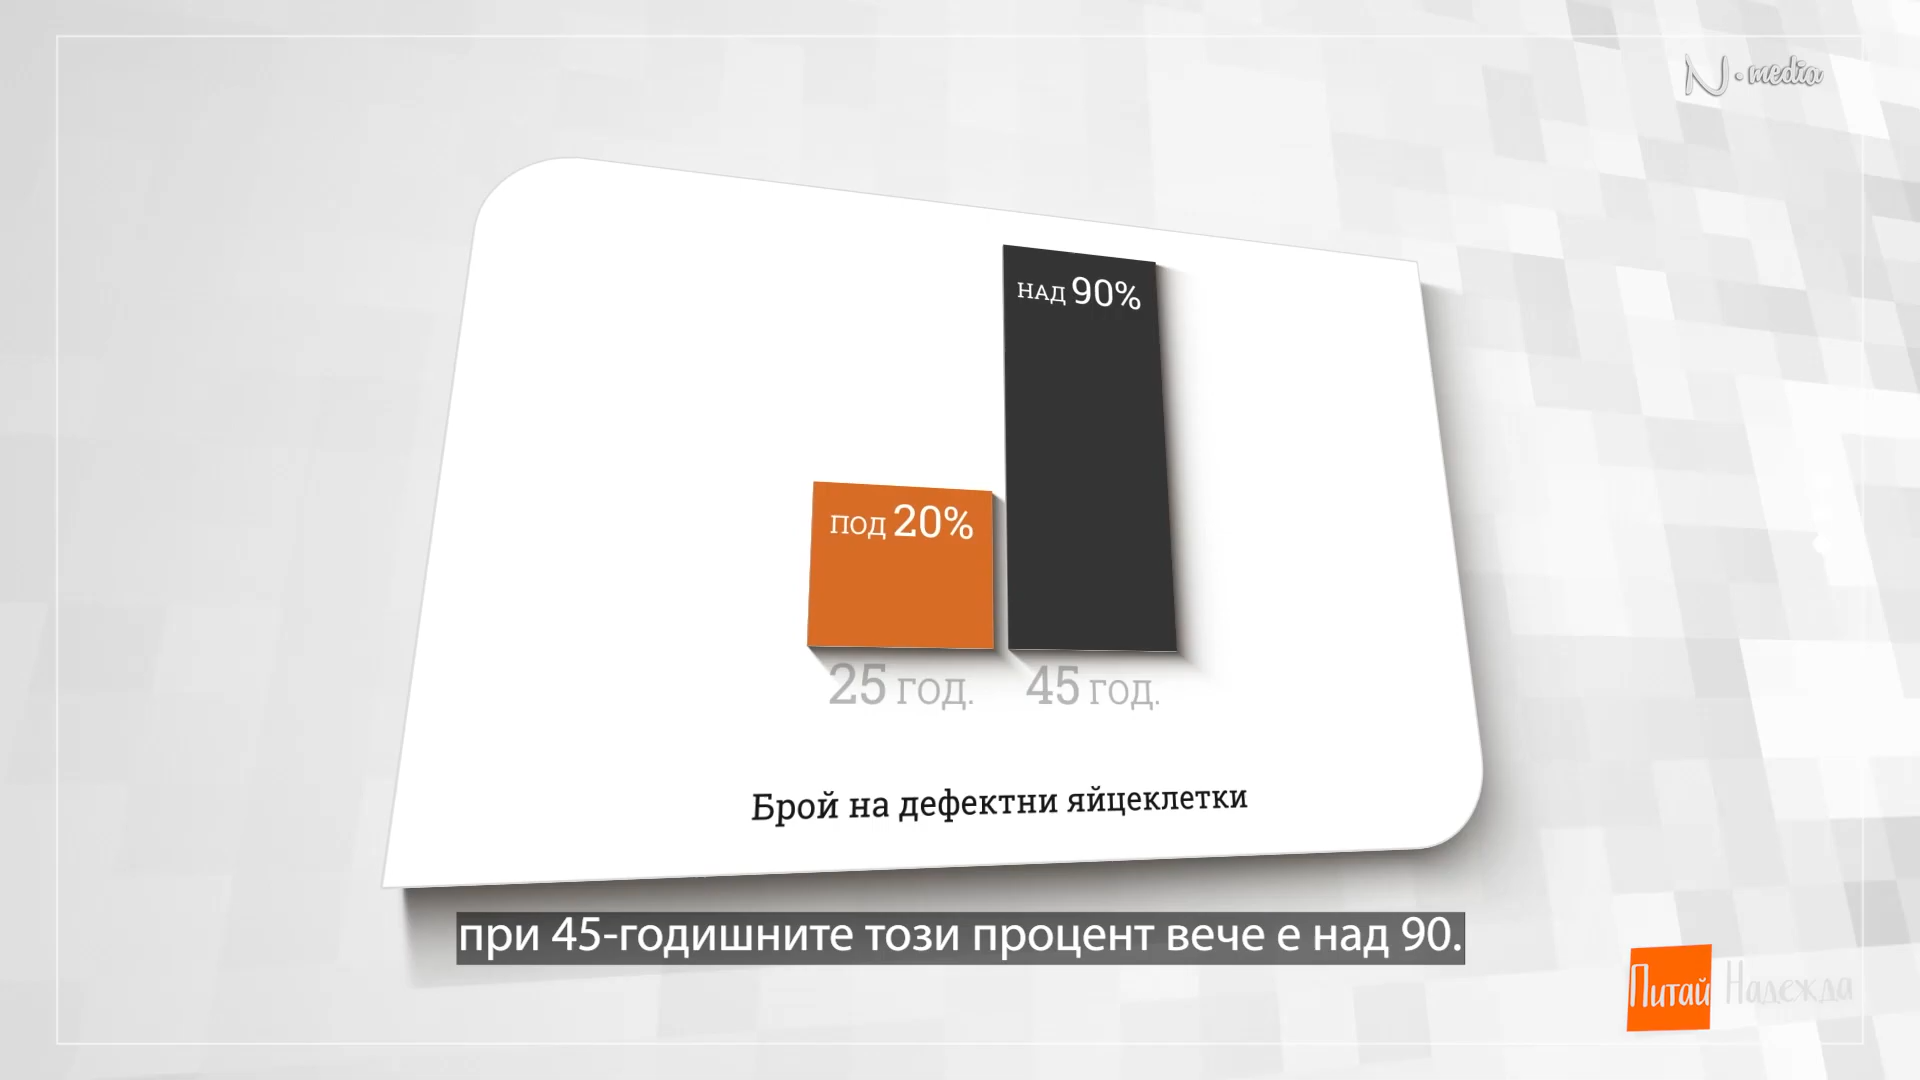 N•media
НАД 90%
ПОД 20%
25 год.
45 год.
Брой на дефектни яйцеклетки
при 45-годишните този процент вече е над 90.
Питай Надежда